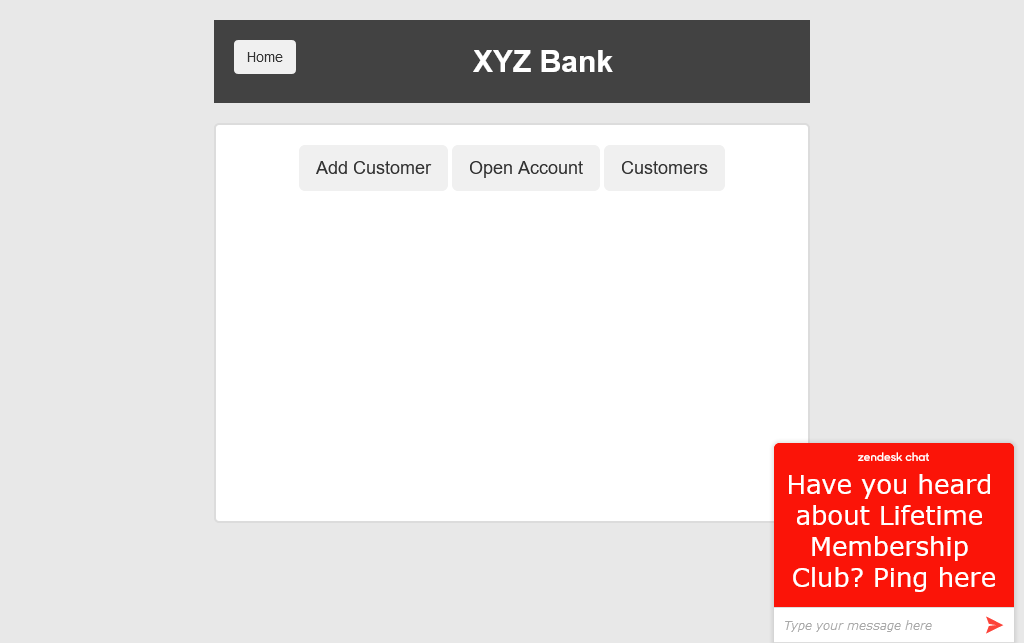 Home
XYZ Bank
Add Customer
Open Account
Customers
zendesk chat
Have you heard
about Lifetime
Membership
Club? Ping here
Type your message here